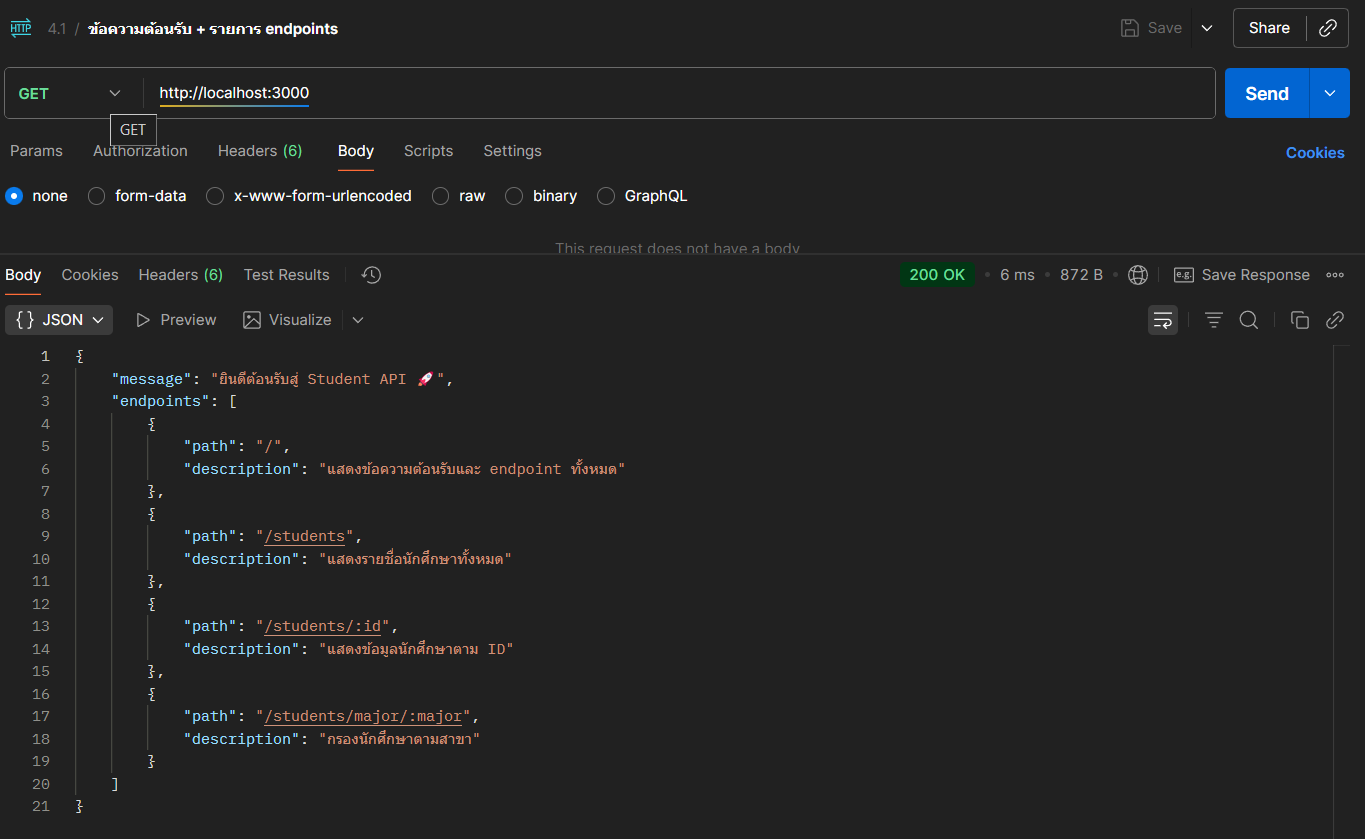 HTTP 4.1 / ข้อความต้อนรับ + รายการ endpoints Save Share
GET http://localhost:3000 Send
GET
Params Authorization Headers (6) Body Scripts Settings Cookies
none form-data x-www-form-urlencoded raw binary GraphQL
This request does not have a body
Body Cookies Headers (6) Test Results 200 OK • 6 ms • 872 B • e.g. Save Response
{} JSON Preview Visualize
1 {
2 "message": "ยินดีต้อนรับสู่ Student API 🚀",
3 "endpoints": [
4 {
5 "path": "/",
6 "description": "แสดงข้อความต้อนรับและ endpoint ทั้งหมด"
7 },
8 {
9 "path": "/students",
10 "description": "แสดงรายชื่อนักศึกษาทั้งหมด"
11 },
12 {
13 "path": "/students/:id",
14 "description": "แสดงข้อมูลนักศึกษาตาม ID"
15 },
16 {
17 "path": "/students/major/:major",
18 "description": "กรองนักศึกษาตามสาขา"
19 }
20 ]
21 }